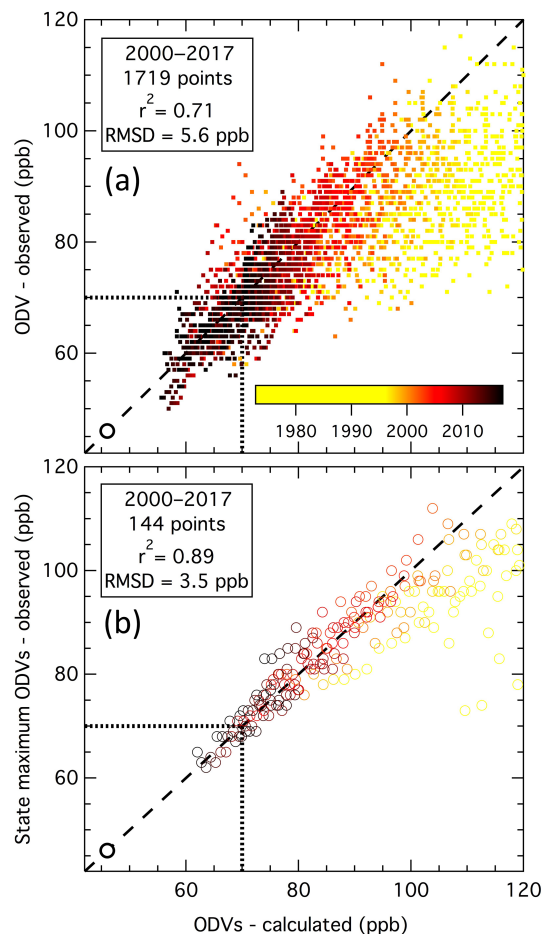 120
100
80
60
ODV - observed (ppb)
2000–2017
1719 points
r² = 0.71
RMSD = 5.6 ppb
(a)
1980 1990 2000 2010
120
100
80
60
State maximum ODVs - observed (ppb)
2000–2017
144 points
r² = 0.89
RMSD = 3.5 ppb
(b)
60 80 100 120
ODVs - calculated (ppb)